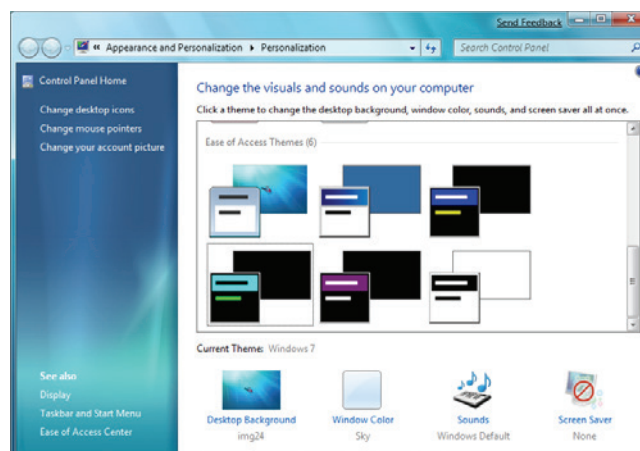 Send Feedback
« Appearance and Personalization ▸ Personalization
Search Control Panel
Control Panel Home
Change desktop icons
Change mouse pointers
Change your account picture
See also
Display
Taskbar and Start Menu
Ease of Access Center
Change the visuals and sounds on your computer
Click a theme to change the desktop background, window color, sounds, and screen saver all at once.
Ease of Access Themes (6)
Current Theme: Windows 7
Desktop Background
img24
Window Color
Sky
Sounds
Windows Default
Screen Saver
None